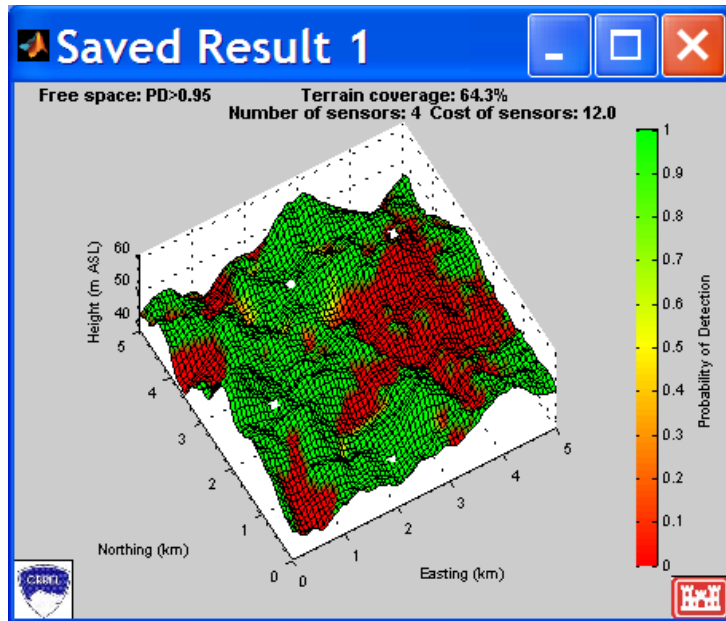 Saved Result 1
Free space: PD>0.95
Terrain coverage: 64.3%
Number of sensors: 4 Cost of sensors: 12.0
Height (m ASL)
60
50
40
5
4
3
2
1
0
Northing (km)
0
1
2
3
4
5
Easting (km)
1
0.9
0.8
0.7
0.6
0.5
0.4
0.3
0.2
0.1
0
Probability of Detection
CRREL